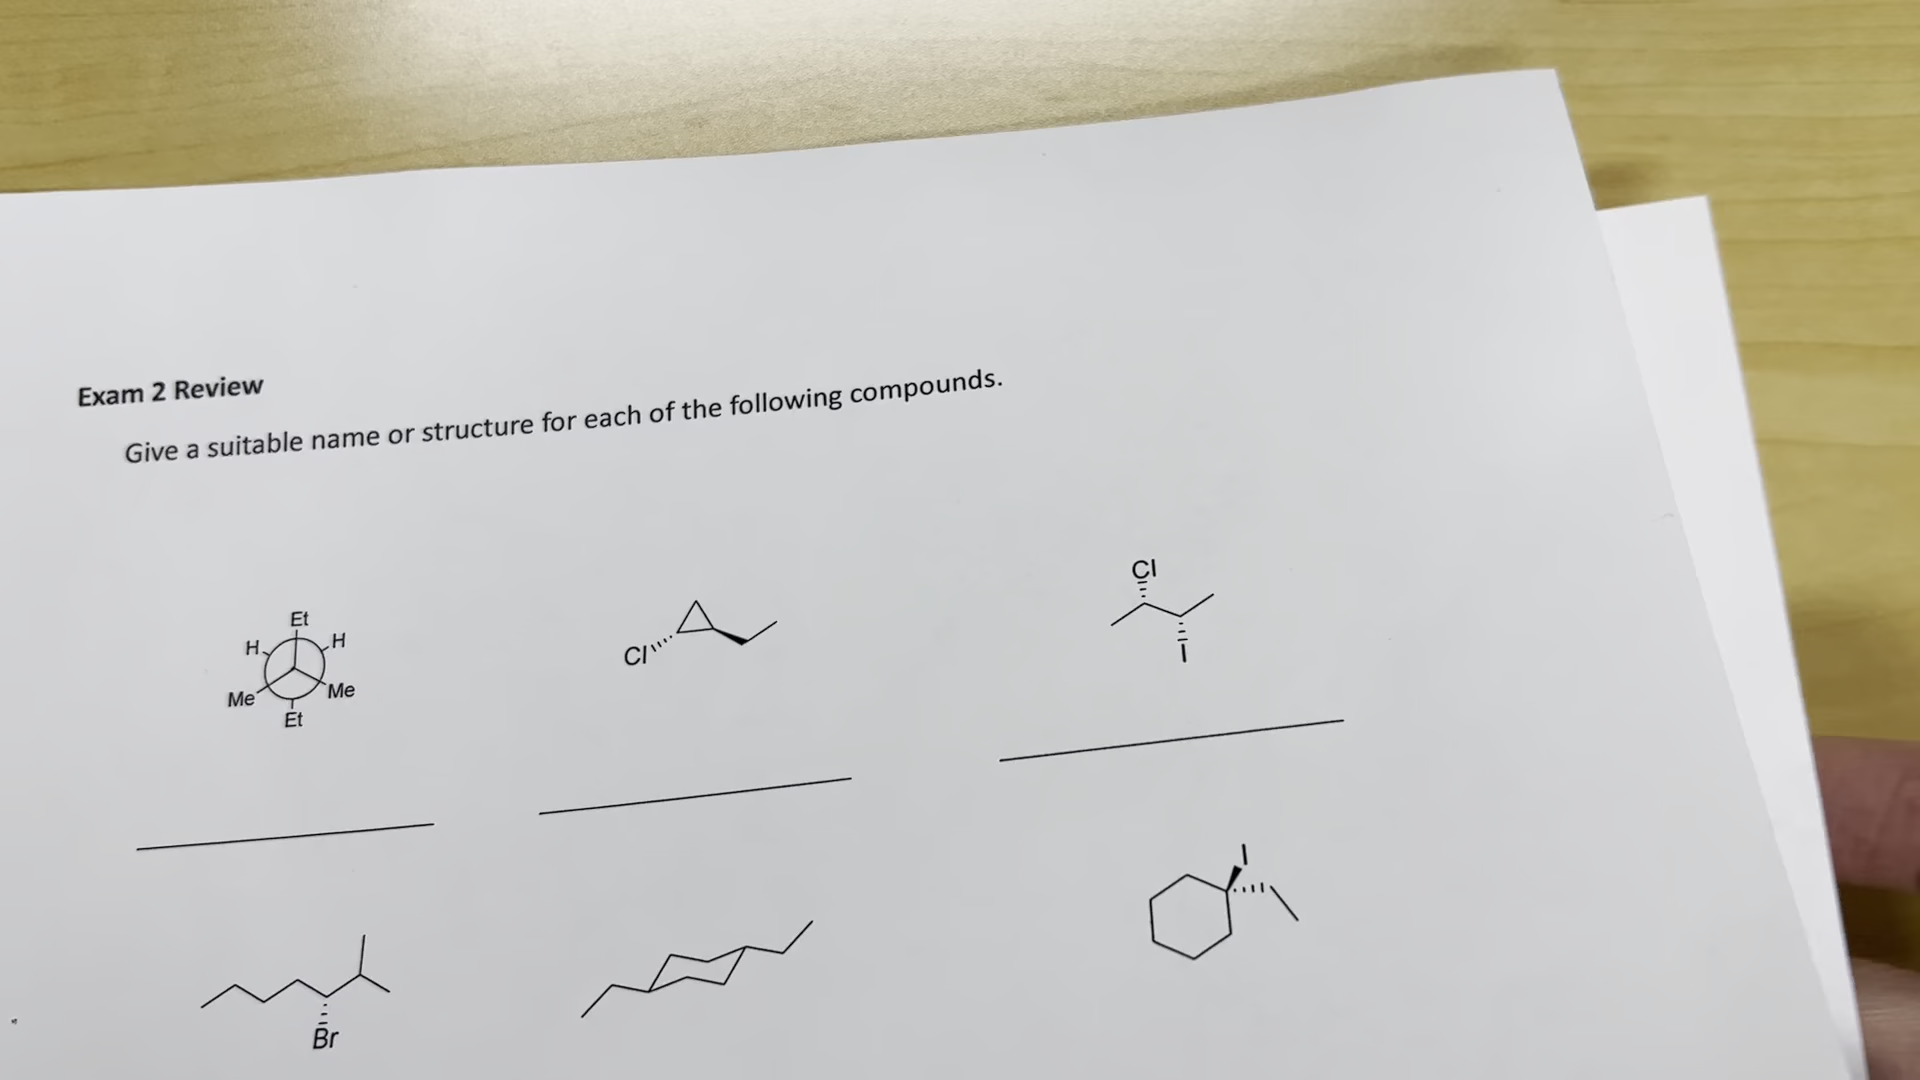 Exam 2 Review
Give a suitable name or structure for each of the following compounds.
Et
H H
Me Me
Et
Cl
Cl
I
I
Br